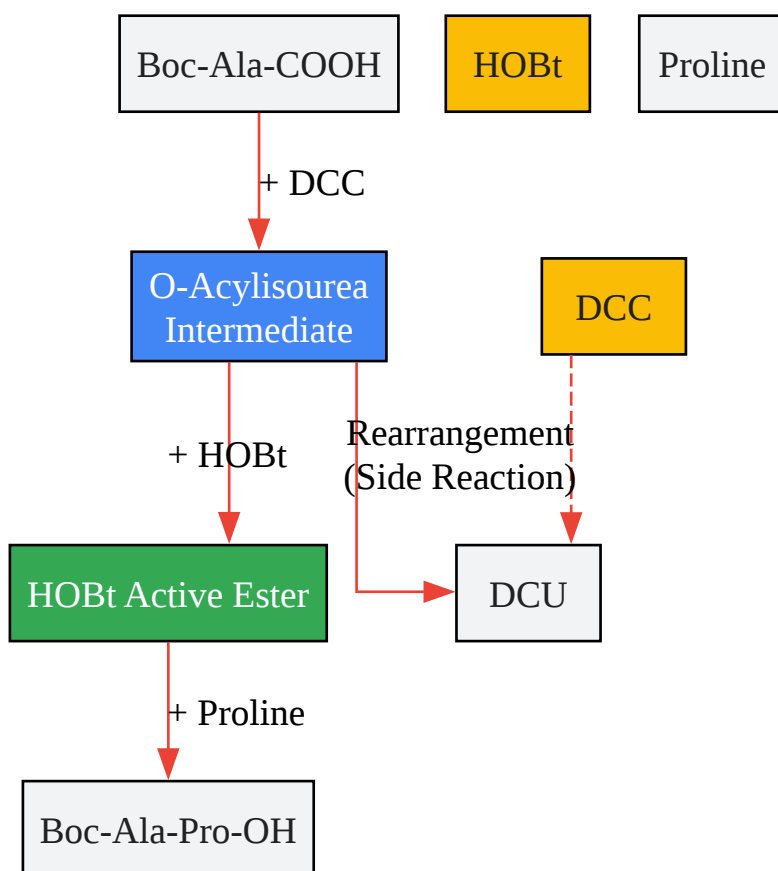 Boc-Ala-COOH
HOBt
Proline
+ DCC
O-Acylisourea
Intermediate
DCC
+ HOBt
Rearrangement
(Side Reaction)
HOBt Active Ester
DCU
+ Proline
Boc-Ala-Pro-OH